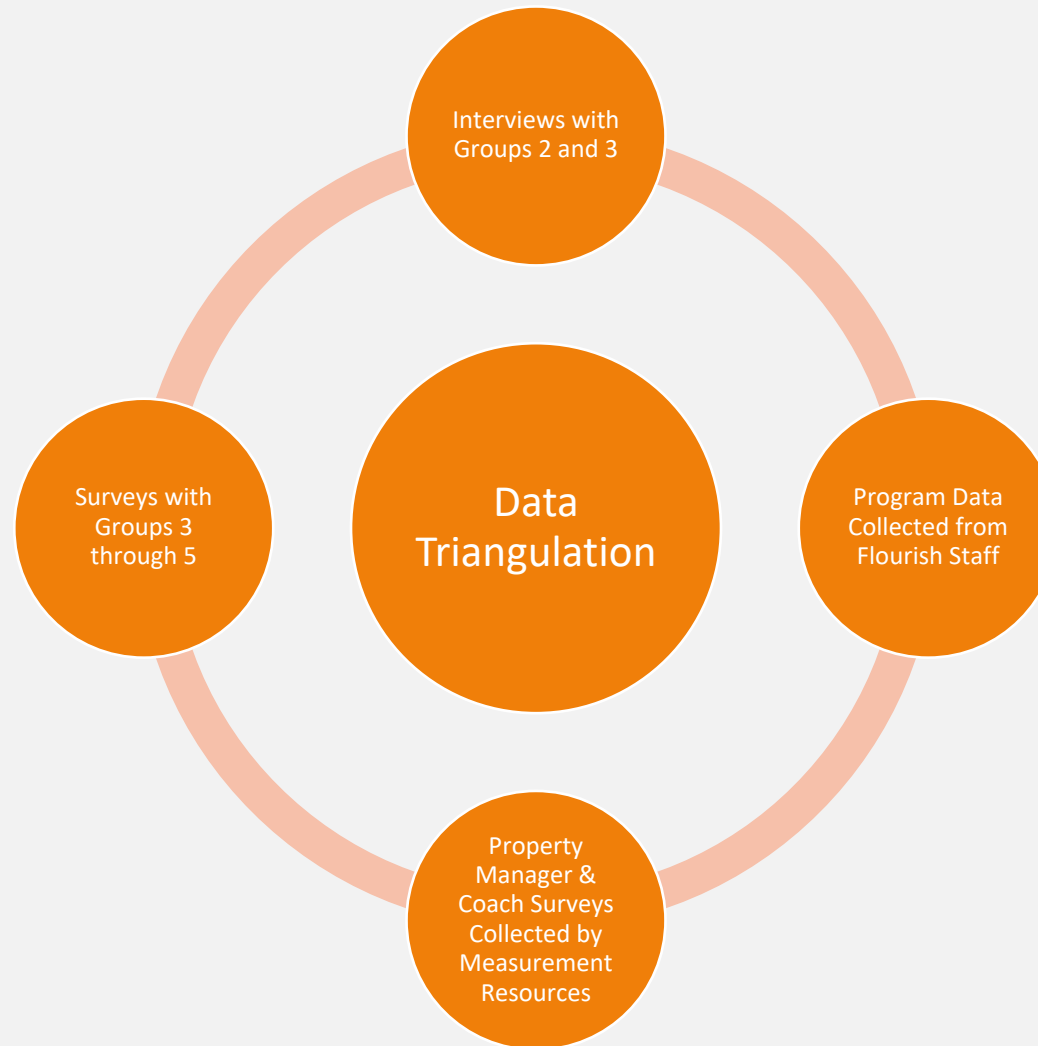 Interviews with
Groups 2 and 3
Surveys with
Groups 3
through 5
Data
Triangulation
Program Data
Collected from
Flourish Staff
Property
Manager &
Coach Surveys
Collected by
Measurement
Resources